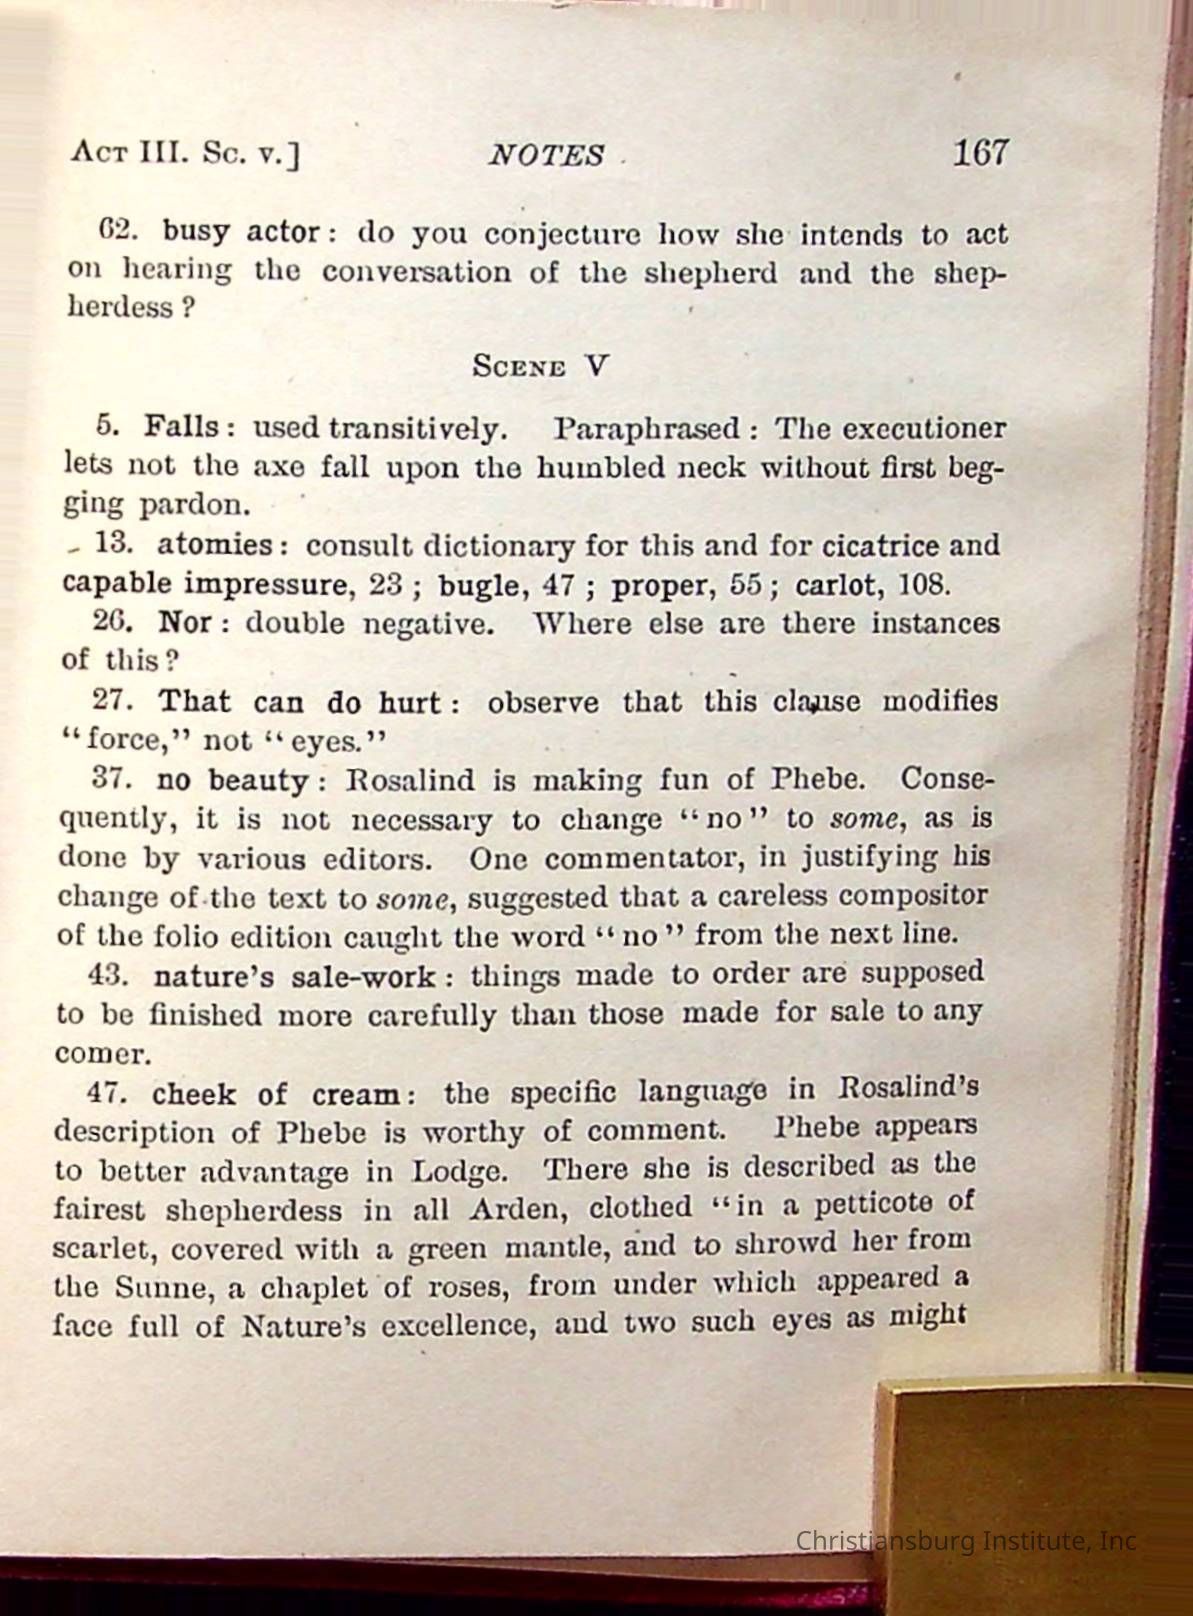 ACT III. Sc. v.] NOTES 167
62. busy actor: do you conjecture how she intends to act
on hearing the conversation of the shepherd and the shep-
herdess?
SCENE V
5. Falls: used transitively. Paraphrased: The executioner
lets not the axe fall upon the humbled neck without first beg-
ging pardon.
13. atomies: consult dictionary for this and for cicatrice and
capable impressure, 23; bugle, 47; proper, 55; carlot, 108.
26. Nor: double negative. Where else are there instances
of this?
27. That can do hurt: observe that this clause modifies
"force," not "eyes."
37. no beauty: Rosalind is making fun of Phebe. Conse-
quently, it is not necessary to change "no" to some, as is
done by various editors. One commentator, in justifying his
change of the text to some, suggested that a careless compositor
of the folio edition caught the word "no" from the next line.
43. nature's sale-work: things made to order are supposed
to be finished more carefully than those made for sale to any
comer.
47. cheek of cream: the specific language in Rosalind's
description of Phebe is worthy of comment. Phebe appears
to better advantage in Lodge. There she is described as the
fairest shepherdess in all Arden, clothed "in a petticote of
scarlet, covered with a green mantle, and to shrowd her from
the Sunne, a chaplet of roses, from under which appeared a
face full of Nature's excellence, and two such eyes as might
Christiansburg Institute, Inc